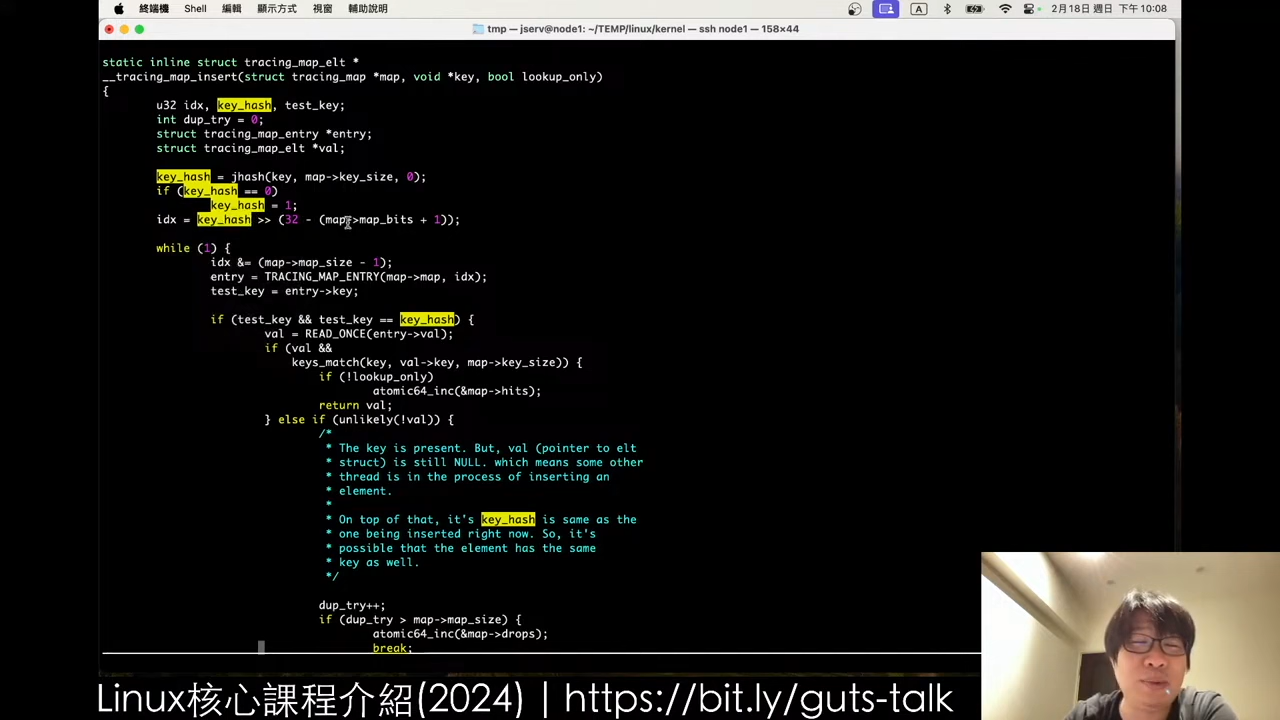 終端機 Shell 編輯 顯示方式 視窗 輔助說明 A 2月18日 週日 下午10:08
tmp — jserv@node1: ~/TEMP/linux/kernel — ssh node1 — 158×44
static inline struct tracing_map_elt *
__tracing_map_insert(struct tracing_map *map, void *key, bool lookup_only)
{
u32 idx, key_hash, test_key;
int dup_try = 0;
struct tracing_map_entry *entry;
struct tracing_map_elt *val;
key_hash = jhash(key, map->key_size, 0);
if (key_hash == 0)
key_hash = 1;
idx = key_hash >> (32 - (map->map_bits + 1));
while (1) {
idx &= (map->map_size - 1);
entry = TRACING_MAP_ENTRY(map->map, idx);
test_key = entry->key;
if (test_key && test_key == key_hash) {
val = READ_ONCE(entry->val);
if (val &&
keys_match(key, val->key, map->key_size)) {
if (!lookup_only)
atomic64_inc(&map->hits);
return val;
} else if (unlikely(!val)) {
/*
* The key is present. But, val (pointer to elt
* struct) is still NULL. which means some other
* thread is in the process of inserting an
* element.
*
* On top of that, it's key_hash is same as the
* one being inserted right now. So, it's
* possible that the element has the same
* key as well.
*/
dup_try++;
if (dup_try > map->map_size) {
atomic64_inc(&map->drops);
break;
Linux核心課程介紹(2024) | https://bit.ly/guts-talk